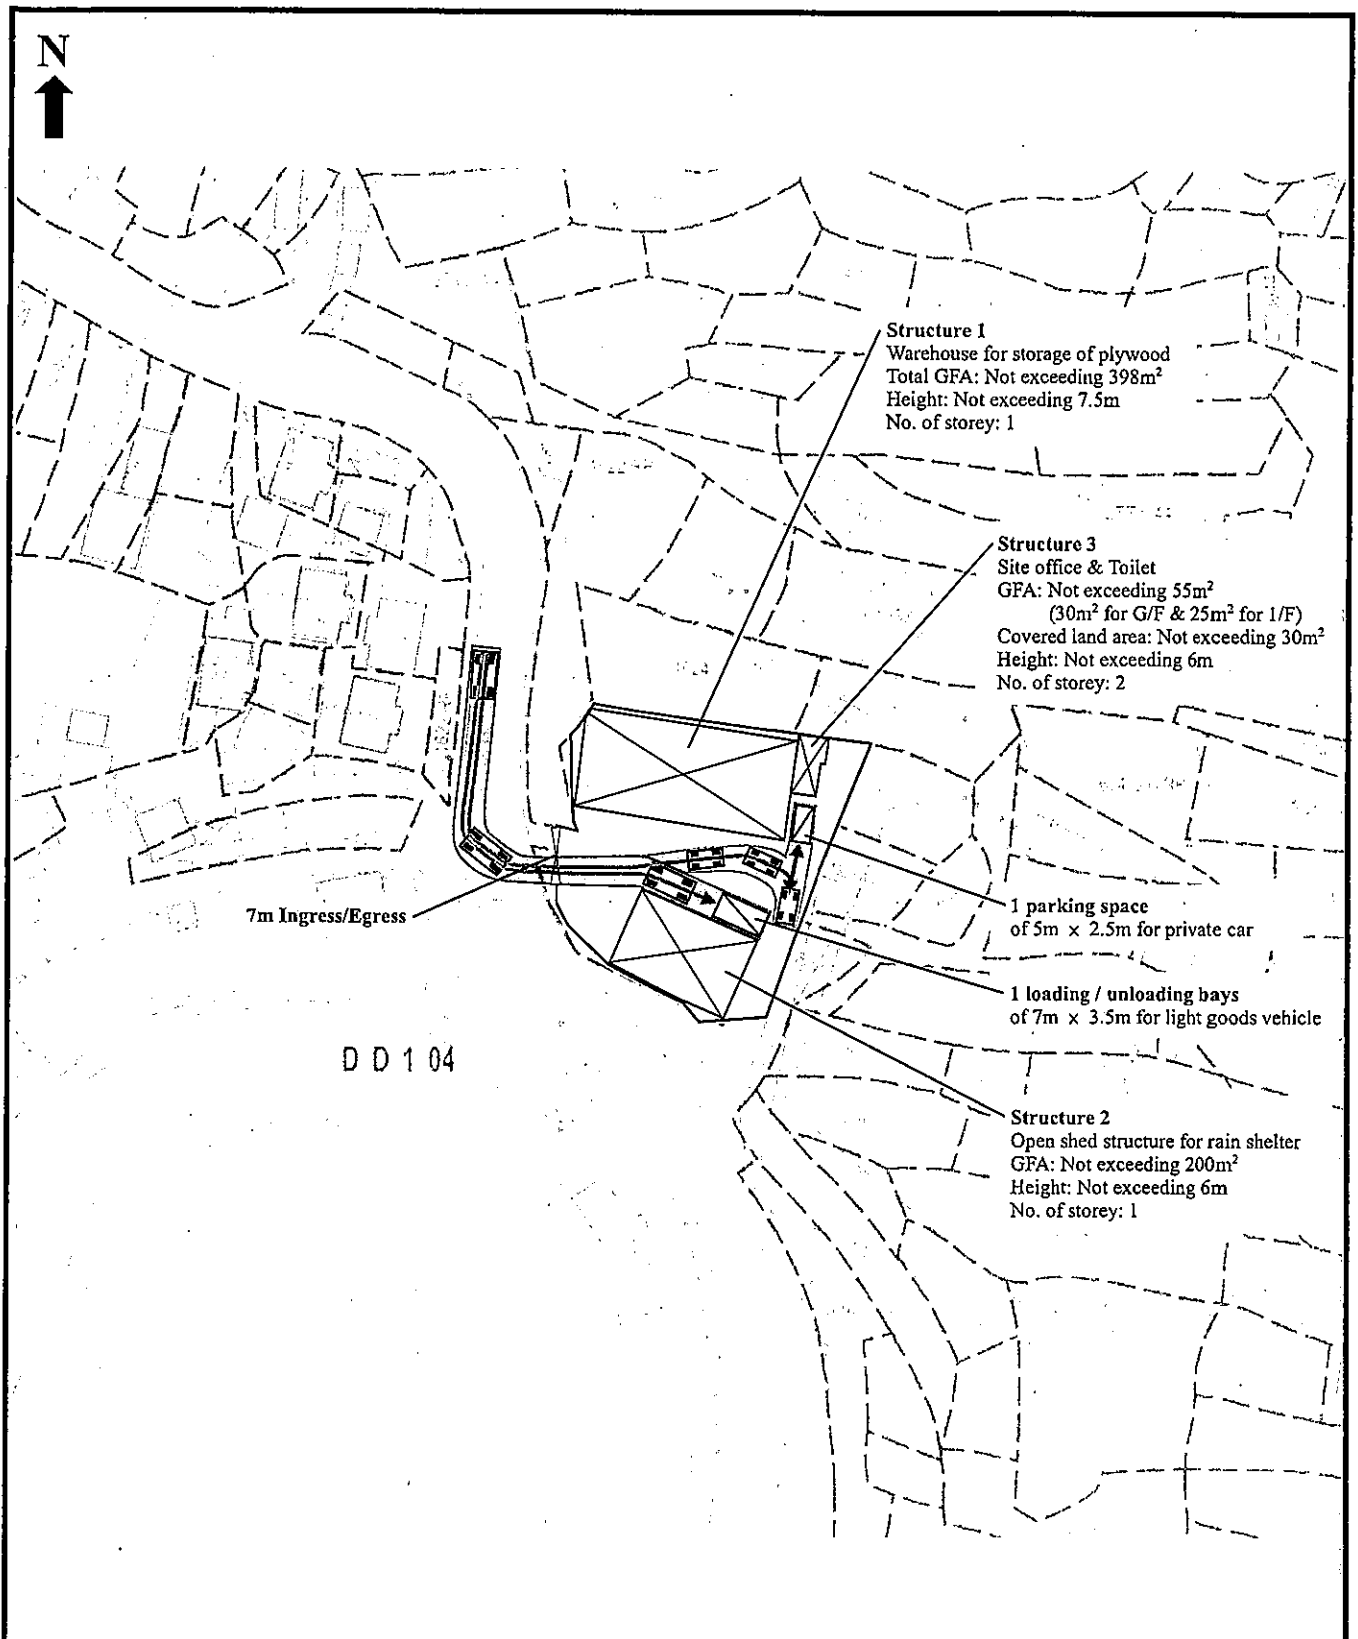 N
Structure 1
Warehouse for storage of plywood
Total GFA: Not exceeding 398m²
Height: Not exceeding 7.5m
No. of storey: 1
Structure 3
Site office & Toilet
GFA: Not exceeding 55m²
(30m² for G/F & 25m² for 1/F)
Covered land area: Not exceeding 30m²
Height: Not exceeding 6m
No. of storey: 2
7m Ingress/Egress
1 parking space
of 5m × 2.5m for private car
1 loading / unloading bays
of 7m × 3.5m for light goods vehicle
D D 1 04
Structure 2
Open shed structure for rain shelter
GFA: Not exceeding 200m²
Height: Not exceeding 6m
No. of storey: 1